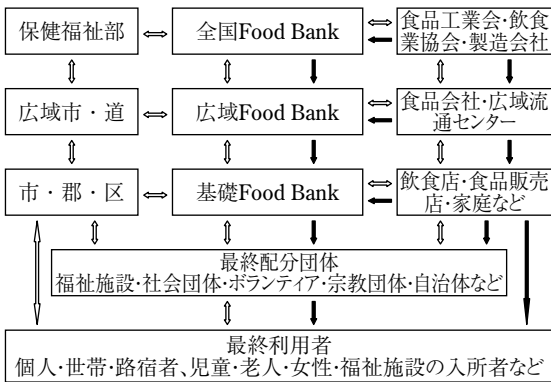 保健福祉部
全国Food Bank
食品工業会・飲食
業協会・製造会社
広域市・道
広域Food Bank
食品会社・広域流
通センター
市・郡・区
基礎Food Bank
飲食店・食品販売
店・家庭など
最終配分団体
福祉施設・社会団体・ボランティア・宗教団体・自治体など
最終利用者
個人・世帯・路宿者、児童・老人・女性・福祉施設の入所者など